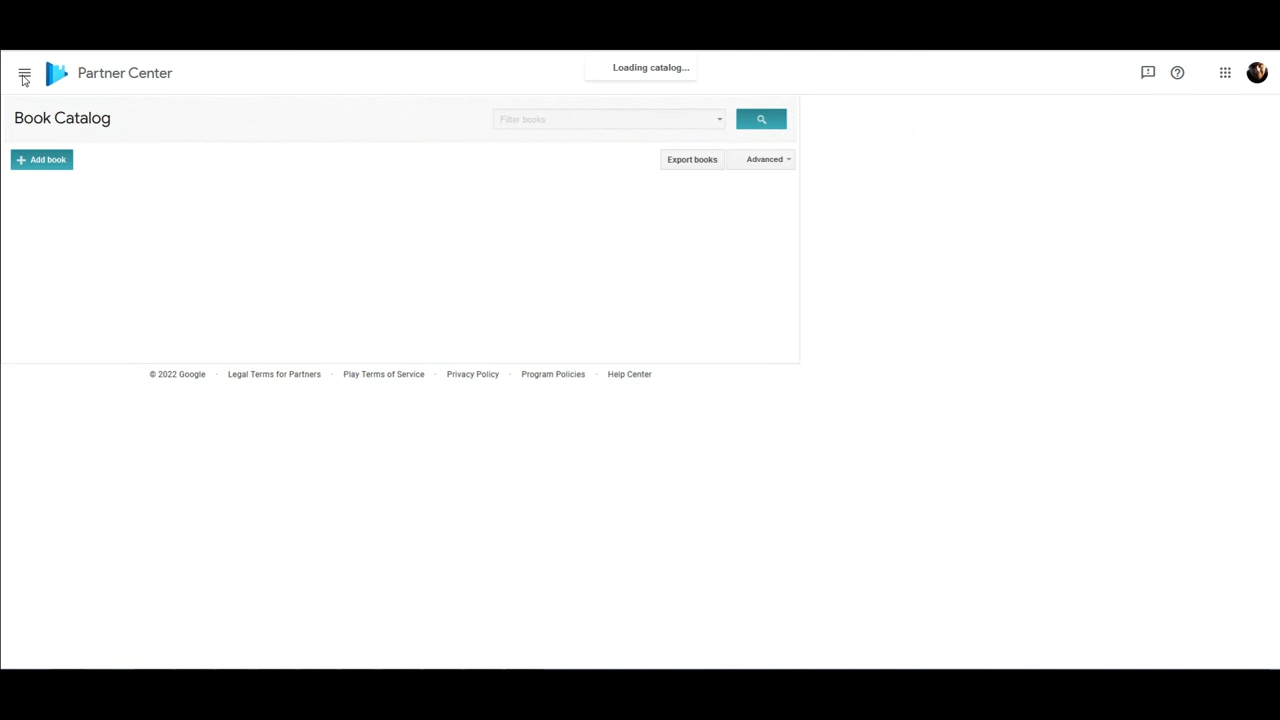 Partner Center
Loading catalog...
Book Catalog
Filter books
Add book
Export books
Advanced
© 2022 Google · Legal Terms for Partners · Play Terms of Service · Privacy Policy · Program Policies · Help Center